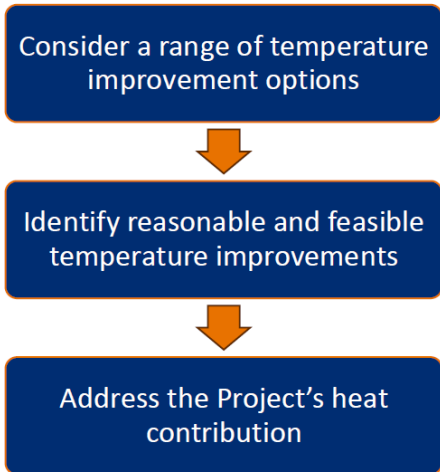 Consider a range of temperature
improvement options
Identify reasonable and feasible
temperature improvements
Address the Project's heat
contribution